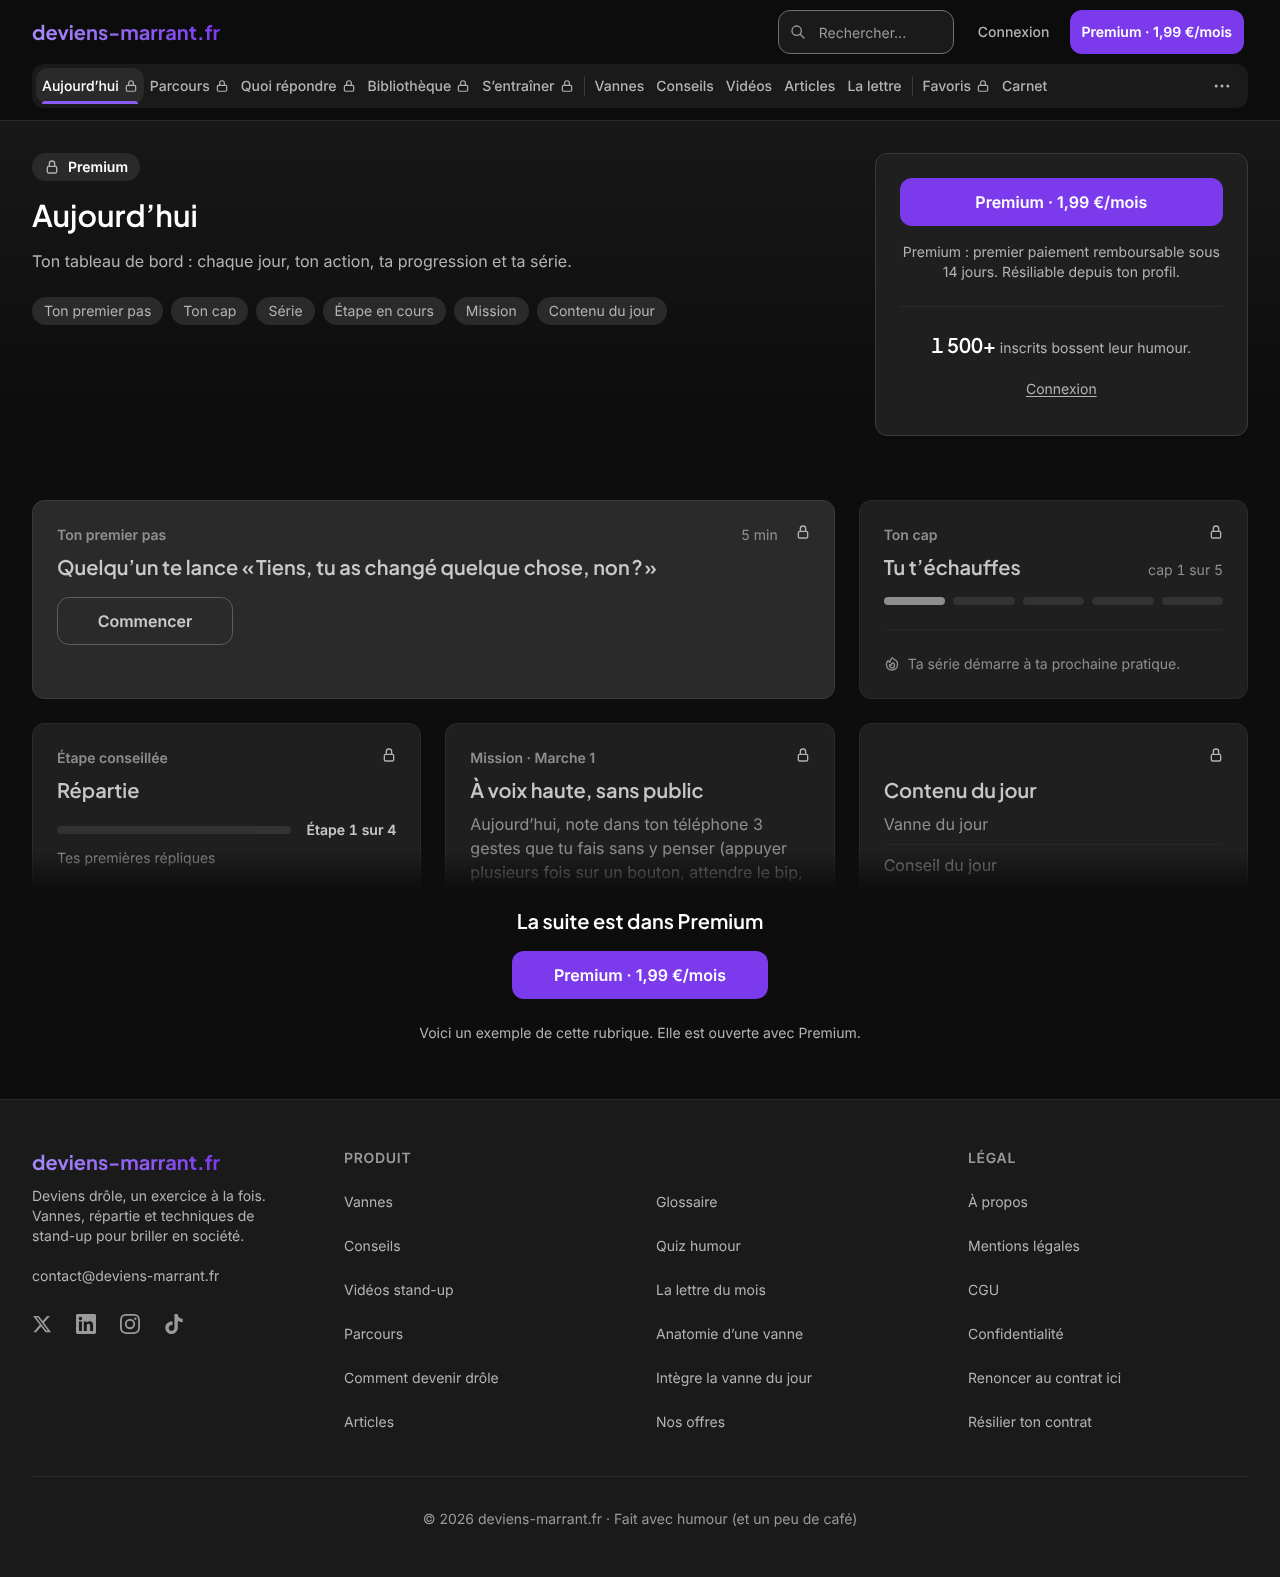 deviens-marrant.fr
Rechercher...
Connexion
Premium · 1,99 €/mois
Aujourd’hui
Parcours
Quoi répondre
Bibliothèque
S’entraîner
Vannes
Conseils
Vidéos
Articles
La lettre
Favoris
Carnet
Premium
Aujourd’hui
Ton tableau de bord : chaque jour, ton action, ta progression et ta série.
Ton premier pas
Ton cap
Série
Étape en cours
Mission
Contenu du jour
Premium · 1,99 €/mois
Premium : premier paiement remboursable sous
14 jours. Résiliable depuis ton profil.
1 500+ inscrits bossent leur humour.
Connexion
Ton premier pas
5 min
Quelqu’un te lance « Tiens, tu as changé quelque chose, non ? »
Commencer
Ton cap
Tu t’échauffes
cap 1 sur 5
Ta série démarre à ta prochaine pratique.
Étape conseillée
Répartie
Étape 1 sur 4
Tes premières répliques
Mission · Marche 1
À voix haute, sans public
Aujourd’hui, note dans ton téléphone 3
gestes que tu fais sans y penser (appuyer
plusieurs fois sur un bouton, attendre le bip,
Contenu du jour
Vanne du jour
Conseil du jour
La suite est dans Premium
Premium · 1,99 €/mois
Voici un exemple de cette rubrique. Elle est ouverte avec Premium.
deviens-marrant.fr
Deviens drôle, un exercice à la fois.
Vannes, répartie et techniques de
stand-up pour briller en société.
contact@deviens-marrant.fr
PRODUIT
Vannes
Conseils
Vidéos stand-up
Parcours
Comment devenir drôle
Articles
Glossaire
Quiz humour
La lettre du mois
Anatomie d’une vanne
Intègre la vanne du jour
Nos offres
LÉGAL
À propos
Mentions légales
CGU
Confidentialité
Renoncer au contrat ici
Résilier ton contrat
© 2026 deviens-marrant.fr · Fait avec humour (et un peu de café)